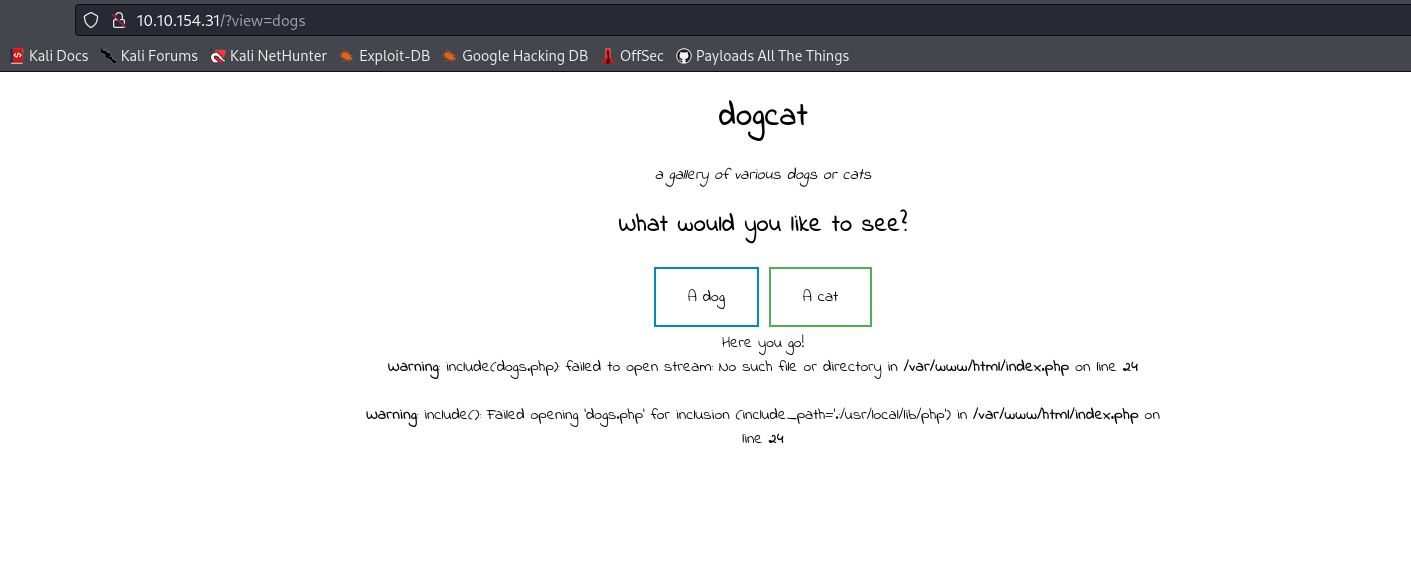 10.10.154.31/?view=dogs
Kali Docs Kali Forums Kali NetHunter Exploit-DB Google Hacking DB OffSec Payloads All The Things
dogcat
a gallery of various dogs or cats
What would you like to see?
A dog A cat
Here you go!
Warning: include(dogs.php): failed to open stream: No such file or directory in /var/www/html/index.php on line 24
Warning: include(): Failed opening 'dogs.php' for inclusion (include_path='.:/usr/local/lib/php') in /var/www/html/index.php on
line 24